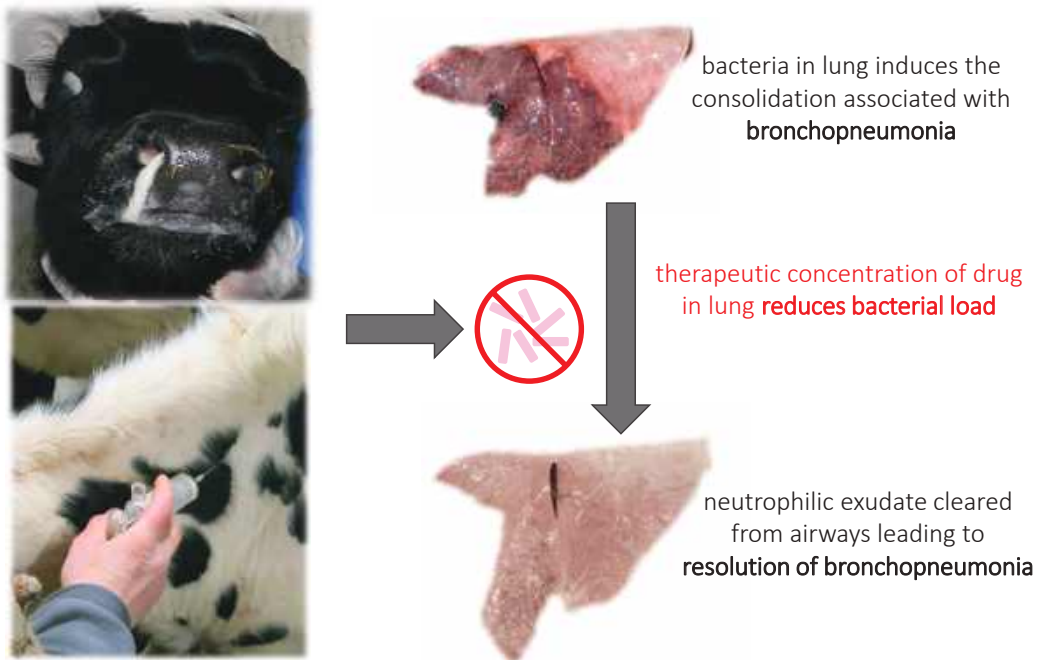 bacteria in lung induces the
consolidation associated with
bronchopneumonia
therapeutic concentration of drug
in lung reduces bacterial load
neutrophilic exudate cleared
from airways leading to
resolution of bronchopneumonia